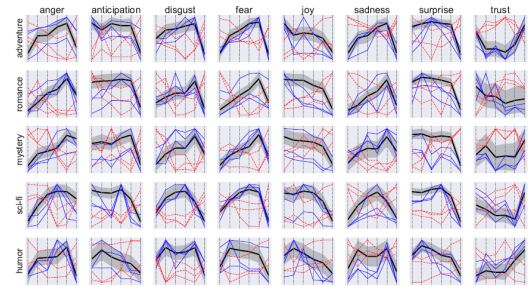 anger anticipation disgust fear joy sadness surprise trust
adventure
romance
mystery
sci-fi
humor